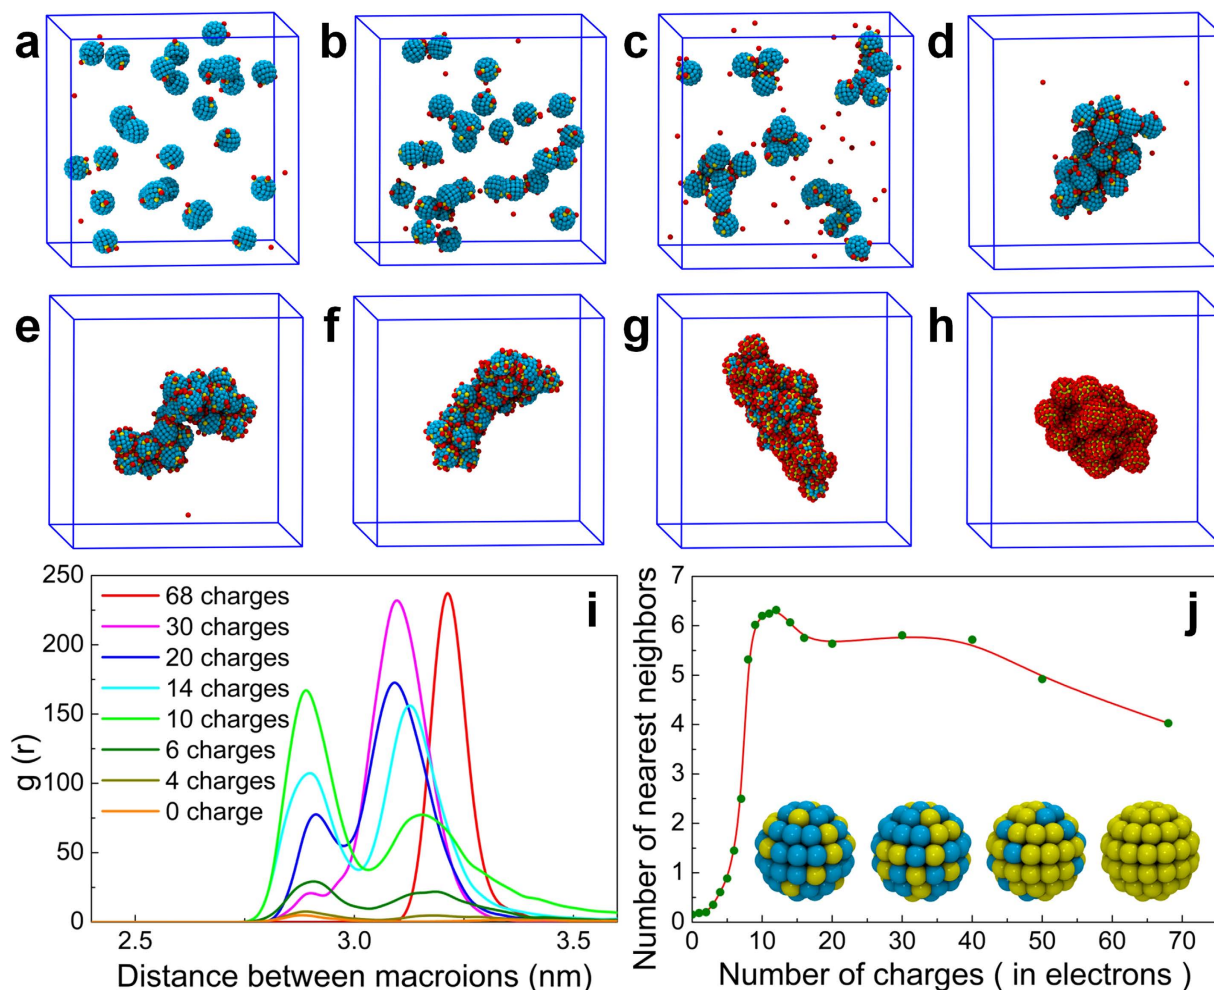 a
b
c
d
e
f
g
h
250
200
150
100
50
0
g (r)
68 charges
30 charges
20 charges
14 charges
10 charges
6 charges
4 charges
0 charge
i
2.5
3.0
3.5
Distance between macroions (nm)
7
6
5
4
3
2
1
0
Number of nearest neighbors
j
0
10
20
30
40
50
60
70
Number of charges ( in electrons )